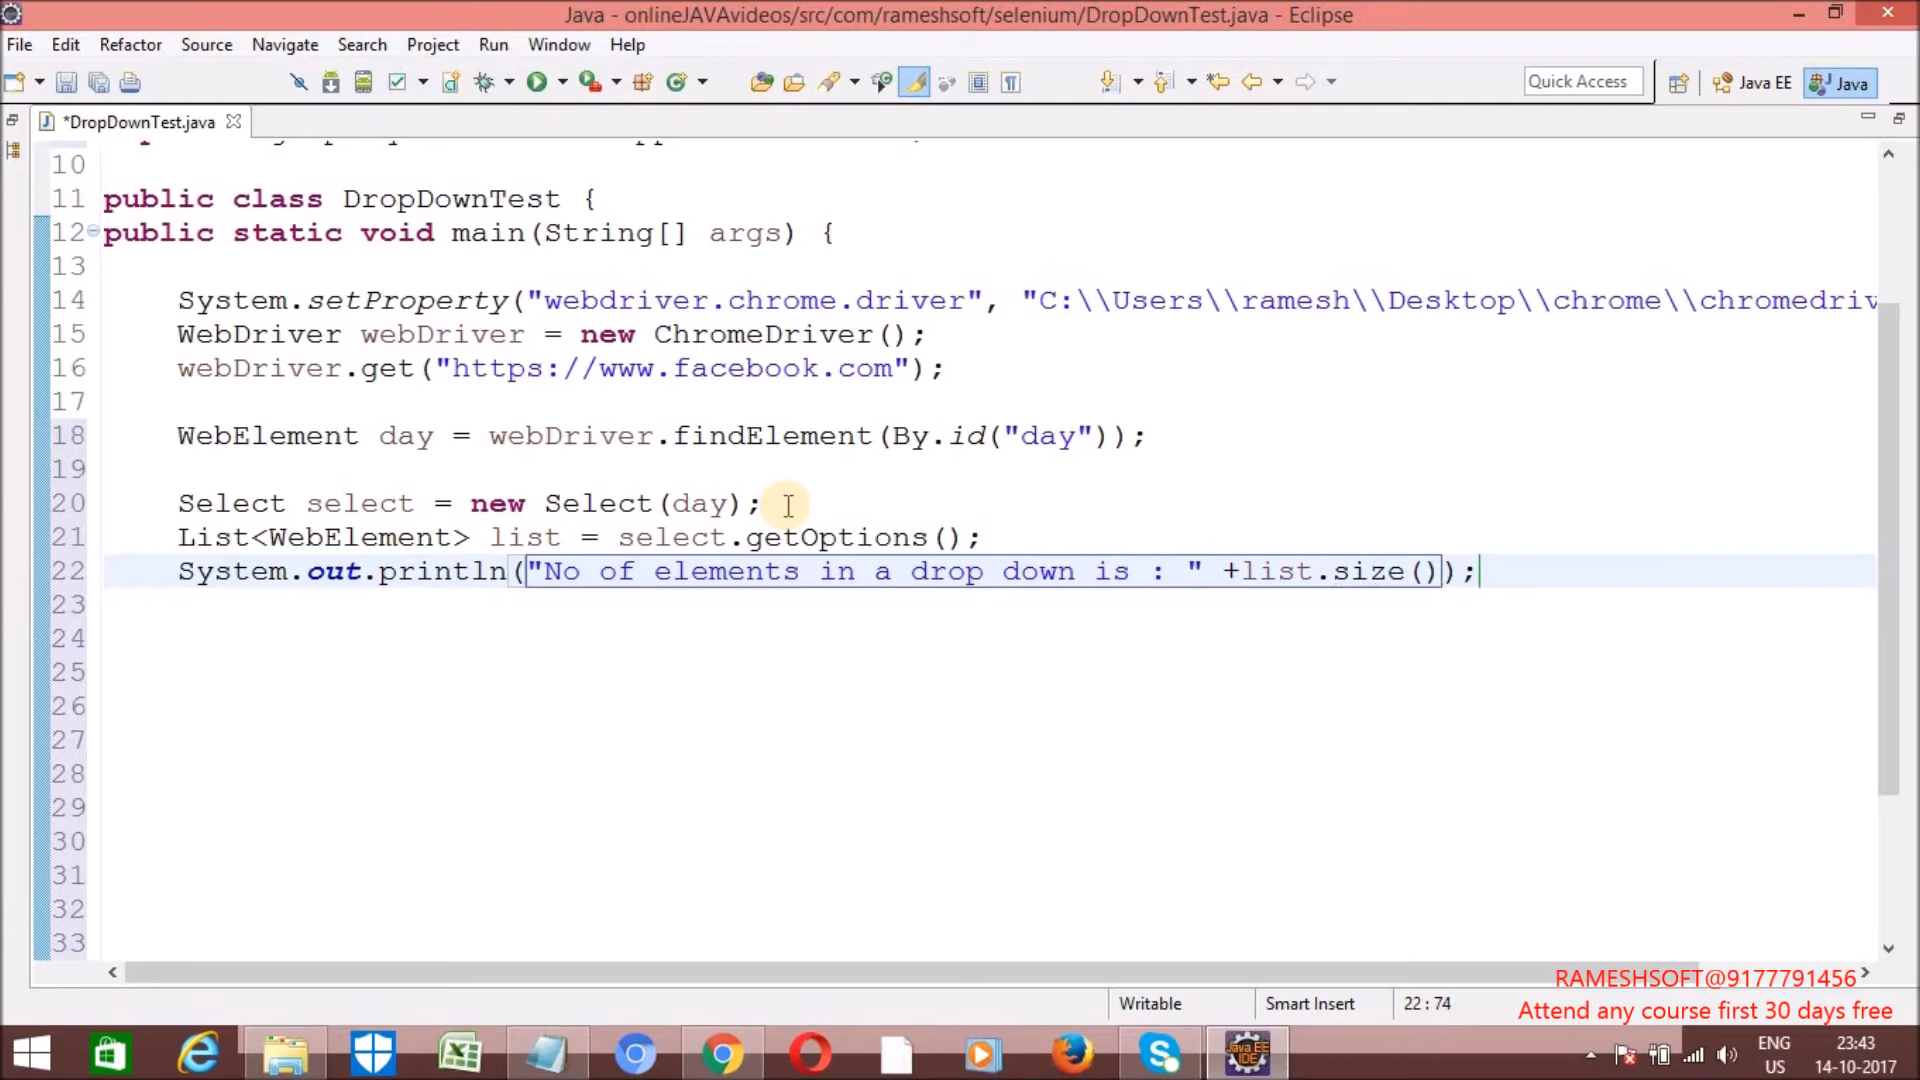 Java - onlineJAVAvideos/src/com/rameshsoft/selenium/DropDownTest.java - Eclipse
File Edit Refactor Source Navigate Search Project Run Window Help
Quick Access Java EE Java
*DropDownTest.java
10
11 public class DropDownTest {
12 public static void main(String[] args) {
13
14 System.setProperty("webdriver.chrome.driver", "C:\\Users\\ramesh\\Desktop\\chrome\\chromedriv
15 WebDriver webDriver = new ChromeDriver();
16 webDriver.get("https://www.facebook.com");
17
18 WebElement day = webDriver.findElement(By.id("day"));
19
20 Select select = new Select(day);
21 List<WebElement> list = select.getOptions();
22 System.out.println("No of elements in a drop down is : " +list.size());
23
24
25
26
27
28
29
30
31
32
33
RAMESHSOFT@9177791456
Writable Smart Insert 22 : 74
Attend any course first 30 days free
Java EE
IDE
ENG
US
23:43
14-10-2017